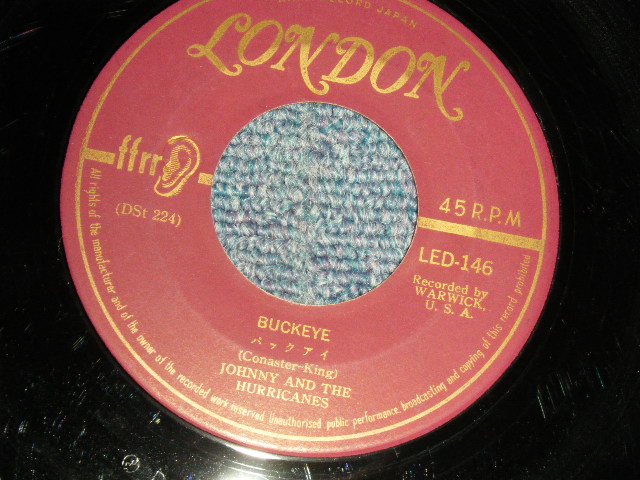 RECORD JAPAN
LONDON
ffrr
(DSt 224)
45 R.P.M
LED-146
Recorded by
WARWICK,
U. S. A.
BUCKEYE
バックアイ
(Conaster-King)
JOHNNY AND THE
HURRICANES
All rights of the manufacturer and of the owner of the recorded work reserved Unauthorised public performance, broadcasting and copying of this record prohibited